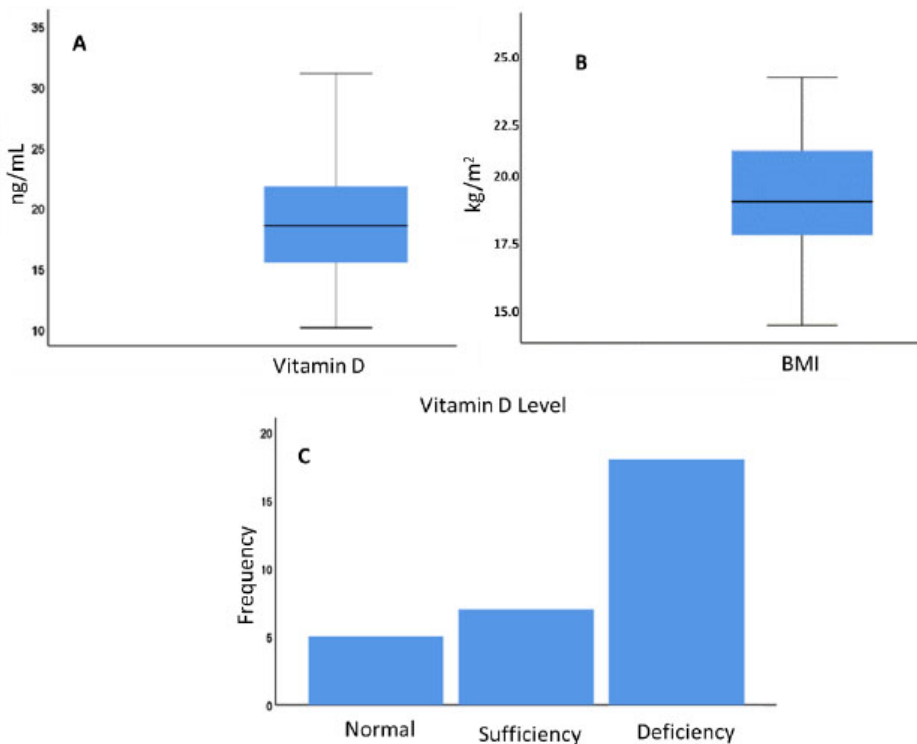 A
ng/mL
35
30
25
20
15
10
Vitamin D
B
kg/m²
25.0
22.5
20.0
17.5
15.0
BMI
Vitamin D Level
C
Frequency
20
15
10
5
0
Normal
Sufficiency
Deficiency